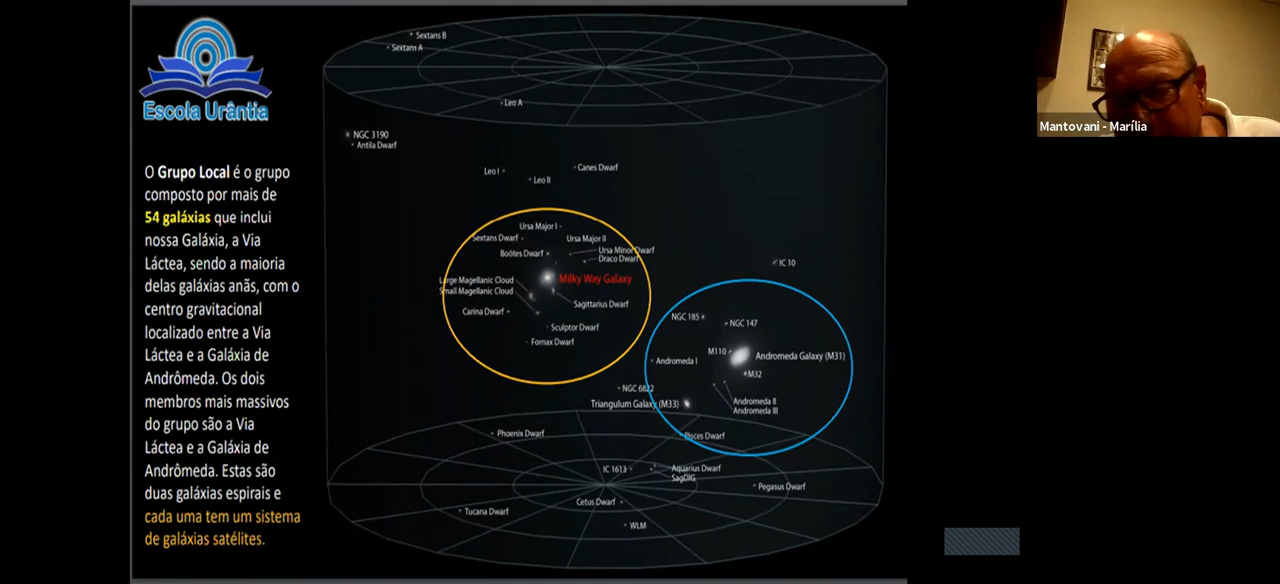 Escola Urântia
O Grupo Local é o grupo
composto por mais de
54 galáxias que inclui
nossa Galáxia, a Via
Láctea, sendo a maioria
delas galáxias anãs, com o
centro gravitacional
localizado entre a Via
Láctea e a Galáxia de
Andrômeda. Os dois
membros mais massivos
do grupo são a Via
Láctea e a Galáxia de
Andrômeda. Estas são
duas galáxias espirais e
cada uma tem um sistema
de galáxias satélites.
Sextans B
Sextans A
Leo A
NGC 3190
Antila Dwarf
Leo I
Leo II
Canes Dwarf
Ursa Major I
Sextans Dwarf
Ursa Major II
Boötes Dwarf
Ursa Minor Dwarf
Draco Dwarf
Large Magellanic Cloud
Small Magellanic Cloud
Milky Way Galaxy
Carina Dwarf
Sagittarius Dwarf
Sculptor Dwarf
Fornax Dwarf
IC 10
NGC 185
NGC 147
M110
Andromeda Galaxy (M31)
Andromeda I
M32
NGC 6822
Triangulum Galaxy (M33)
Andromeda II
Andromeda III
Phoenix Dwarf
Pisces Dwarf
IC 1613
Aquarius Dwarf
SagDIG
Cetus Dwarf
Pegasus Dwarf
Tucana Dwarf
WLM
Mantovani - Marília